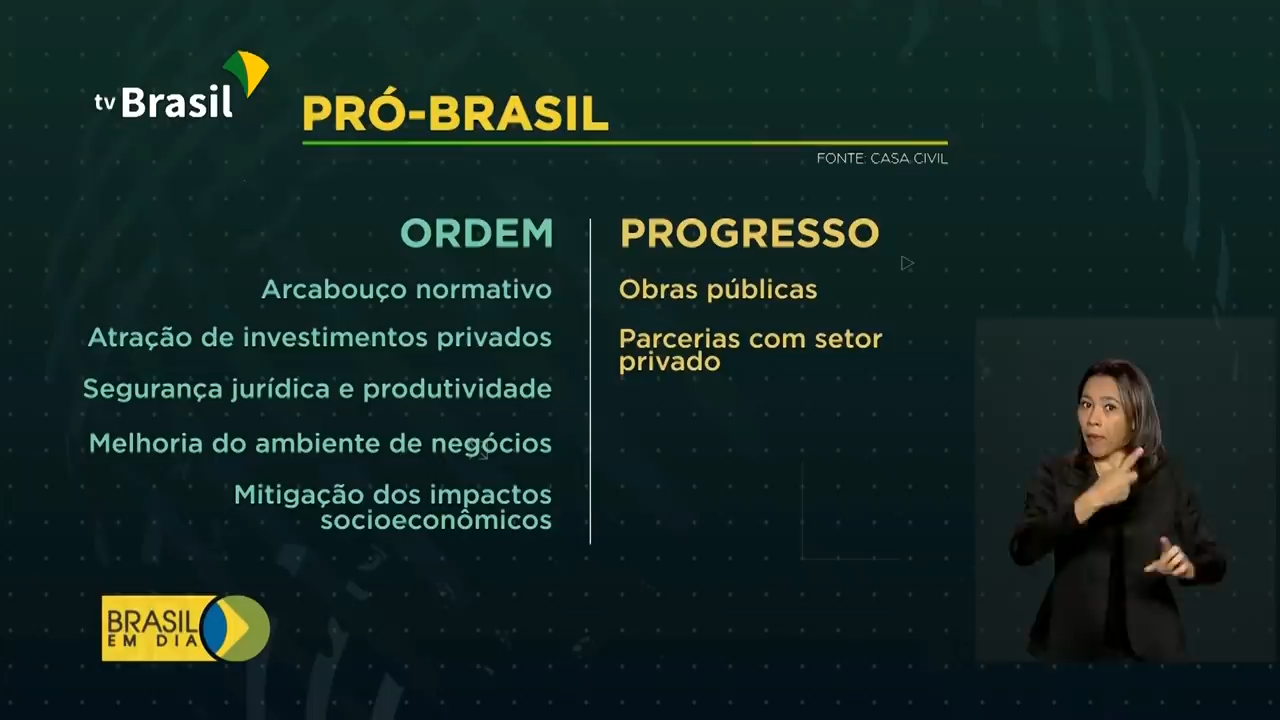 tv Brasil
PRÓ-BRASIL
FONTE: CASA CIVIL
ORDEM
Arcabouço normativo
Atração de investimentos privados
Segurança jurídica e produtividade
Melhoria do ambiente de negócios
Mitigação dos impactos
socioeconômicos
PROGRESSO
Obras públicas
Parcerias com setor
privado
BRASIL
EM DIA